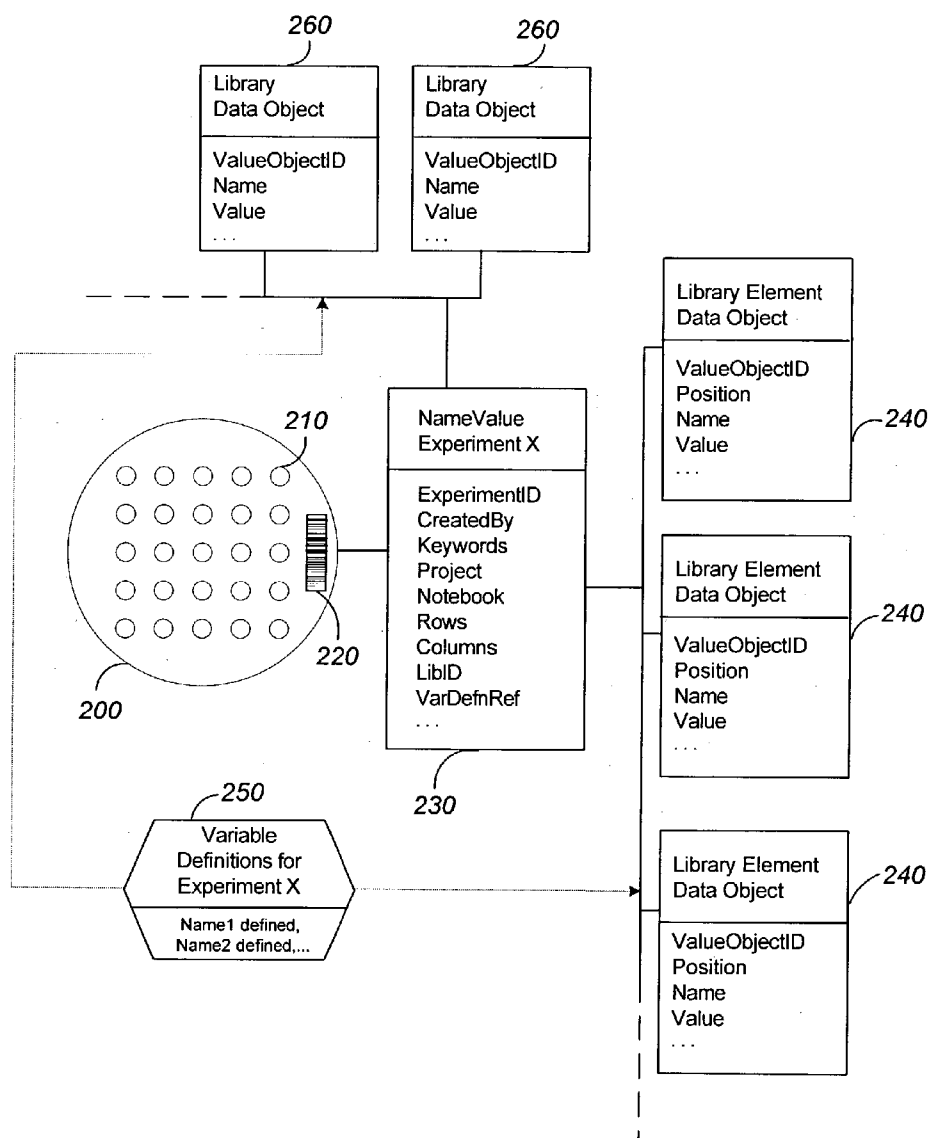 260
260
Library
Data Object
ValueObjectID
Name
Value
...
Library
Data Object
ValueObjectID
Name
Value
...
Library Element
Data Object
ValueObjectID
Position
Name
Value
...
240
210
NameValue
Experiment X
ExperimentID
CreatedBy
Keywords
Project
Notebook
Rows
Columns
LibID
VarDefnRef
...
220
200
230
Library Element
Data Object
ValueObjectID
Position
Name
Value
...
240
250
Variable
Definitions for
Experiment X
Name1 defined,
Name2 defined,...
Library Element
Data Object
ValueObjectID
Position
Name
Value
...
240